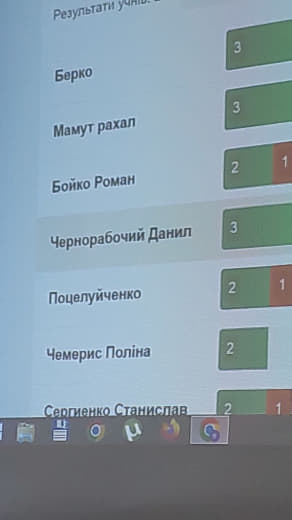 Результати учнів:
Берко
3
Мамут рахал
3
Бойко Роман
2 1
Чернорабочий Данил
3
Поцелуйченко
2 1
Чемерис Поліна
2
Сергиенко Станислав
2 1